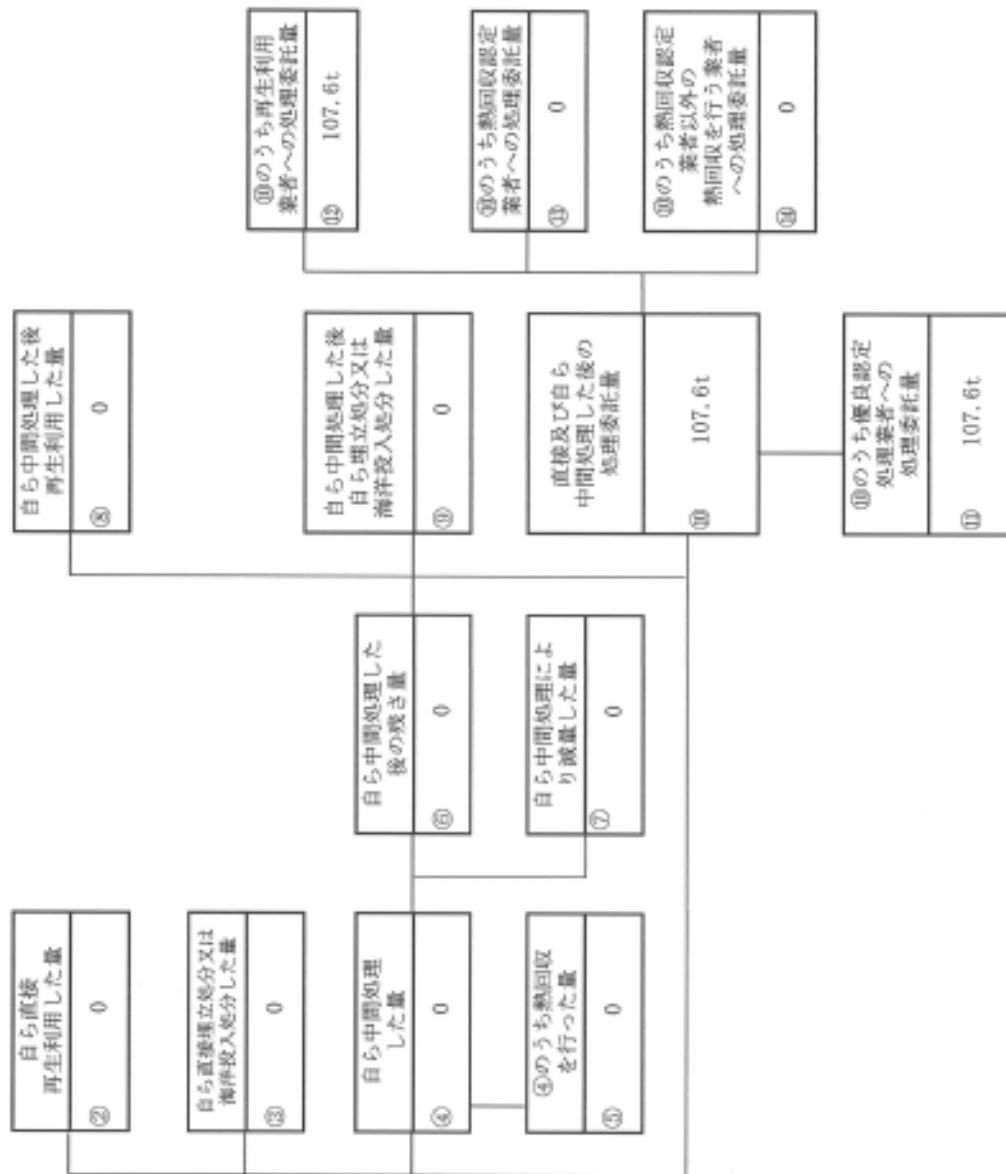 自ら直接
再生利用した量
② 0
自ら直接埋立処分又は
海洋投入処分した量
③ 0
自ら中間処理
した量
④ 0
④のうち熱回収
を行った量
⑤ 0
自ら中間処理した
後の残さ量
⑥ 0
自ら中間処理によ
り減量した量
⑦ 0
自ら中間処理した後
再生利用した量
⑧ 0
自ら中間処理した後
自ら埋立処分又は
海洋投入処分した量
⑨ 0
直接及び自ら
中間処理した後の
処理委託量
⑩ 107.6t
⑩のうち優良認定
処理業者への
処理委託量
⑪ 107.6t
⑩のうち再生利用
業者への処理委託量
⑫ 107.6t
⑩のうち熱回収認定
業者への処理委託量
⑬ 0
⑩のうち熱回収認定
業者以外の
熱回収を行う業者
への処理委託量
⑭ 0